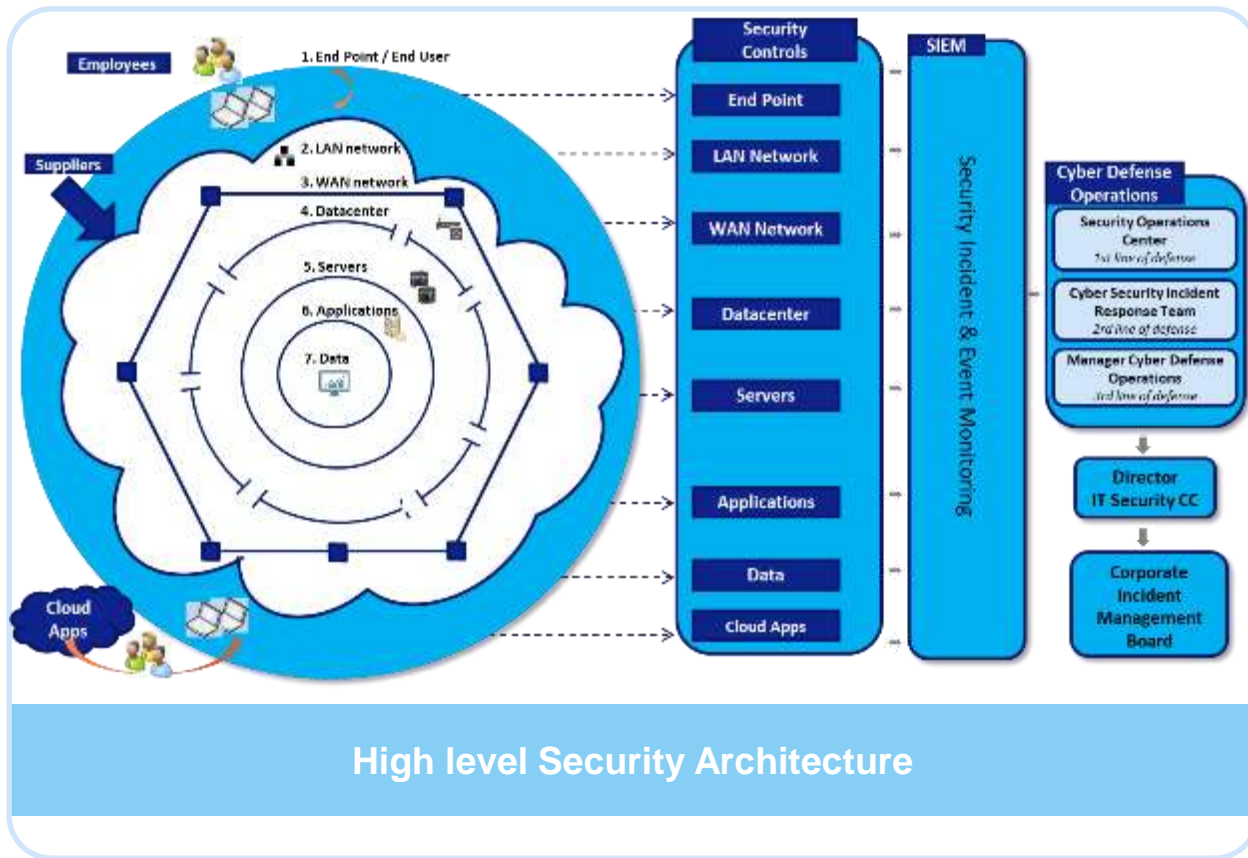 Employees
1. End Point / End User
Suppliers
2. LAN network
3. WAN network
4. Datacenter
5. Servers
6. Applications
7. Data
Cloud
Apps
Security
Controls
End Point
LAN Network
WAN Network
Datacenter
Servers
Applications
Data
Cloud Apps
SIEM
Security Incident & Event Monitoring
Cyber Defense
Operations
Security Operations
Center
1st line of defense
Cyber Security Incident
Response Team
2rd line of defense
Manager Cyber Defense
Operations
3rd line of defense
Director
IT Security CC
Corporate
Incident
Management
Board
High level Security Architecture